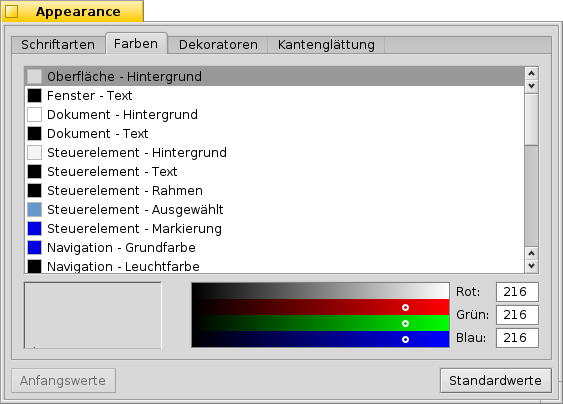 Appearance
Schriftarten Farben Dekoratoren Kantenglättung
Oberfläche - Hintergrund
Fenster - Text
Dokument - Hintergrund
Dokument - Text
Steuerelement - Hintergrund
Steuerelement - Text
Steuerelement - Rahmen
Steuerelement - Ausgewählt
Steuerelement - Markierung
Navigation - Grundfarbe
Navigation - Leuchtfarbe
Rot: 216
Grün: 216
Blau: 216
Anfangswerte Standardwerte